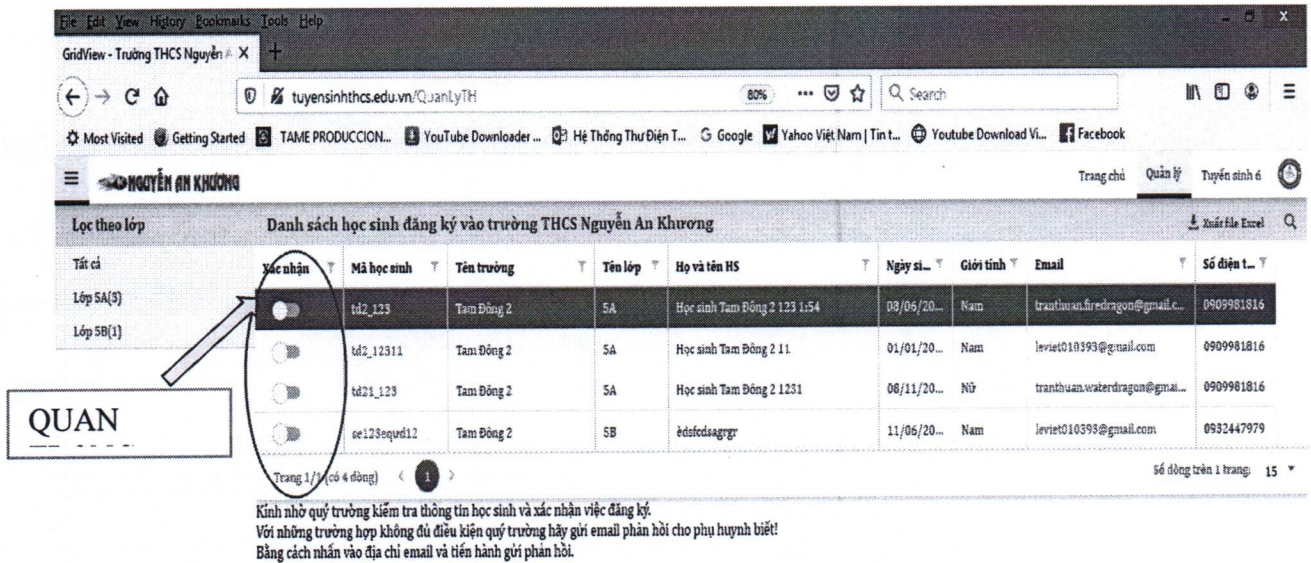 File Edit View History Bookmarks Tools Help
GridView - Trường THCS Nguyễn A X +
tuyensinhthcs.edu.vn/QuanLyTH 80% ... Search
Most Visited Getting Started TAME PRODUCCION... YouTube Downloader ... Hệ Thống Thư Điện T... Google Yahoo Việt Nam | Tin t... Youtube Download Vi... Facebook
NGUYỄN AN KHƯƠNG Trang chủ Quản lý Tuyển sinh 6
Lọc theo lớp Danh sách học sinh đăng ký vào trường THCS Nguyễn An Khương Xuất file Excel
Tất cả Xác nhận Mã học sinh Tên trường Tên lớp Họ và tên HS Ngày si... Giới tính Email Số điện t...
Lớp 5A(3) td2_123 Tam Đông 2 5A Học sinh Tam Đông 2 123 1:54 08/06/20... Nam tranthuan.firedragon@gmail.c... 0909981816
Lớp 5B(1)
td2_12311 Tam Đông 2 5A Học sinh Tam Đông 2 11 01/01/20... Nam leviet010393@gmail.com 0909981816
td21_123 Tam Đông 2 5A Học sinh Tam Đông 2 1231 08/11/20... Nữ tranthuan.waterdragon@gmai... 0909981816
QUAN
se123equd12 Tam Đông 2 5B èdsfcdsagrgr 11/06/20... Nam leviet010393@gmail.com 0932447979
Trang 1/1 (có 4 dòng) < 1 > Số dòng trên 1 trang: 15
Kính nhờ quý trường kiểm tra thông tin học sinh và xác nhận việc đăng ký.
Với những trường hợp không đủ điều kiện quý trường hãy gửi email phản hồi cho phụ huynh biết!
Bằng cách nhấn vào địa chỉ email và tiến hành gửi phản hồi.